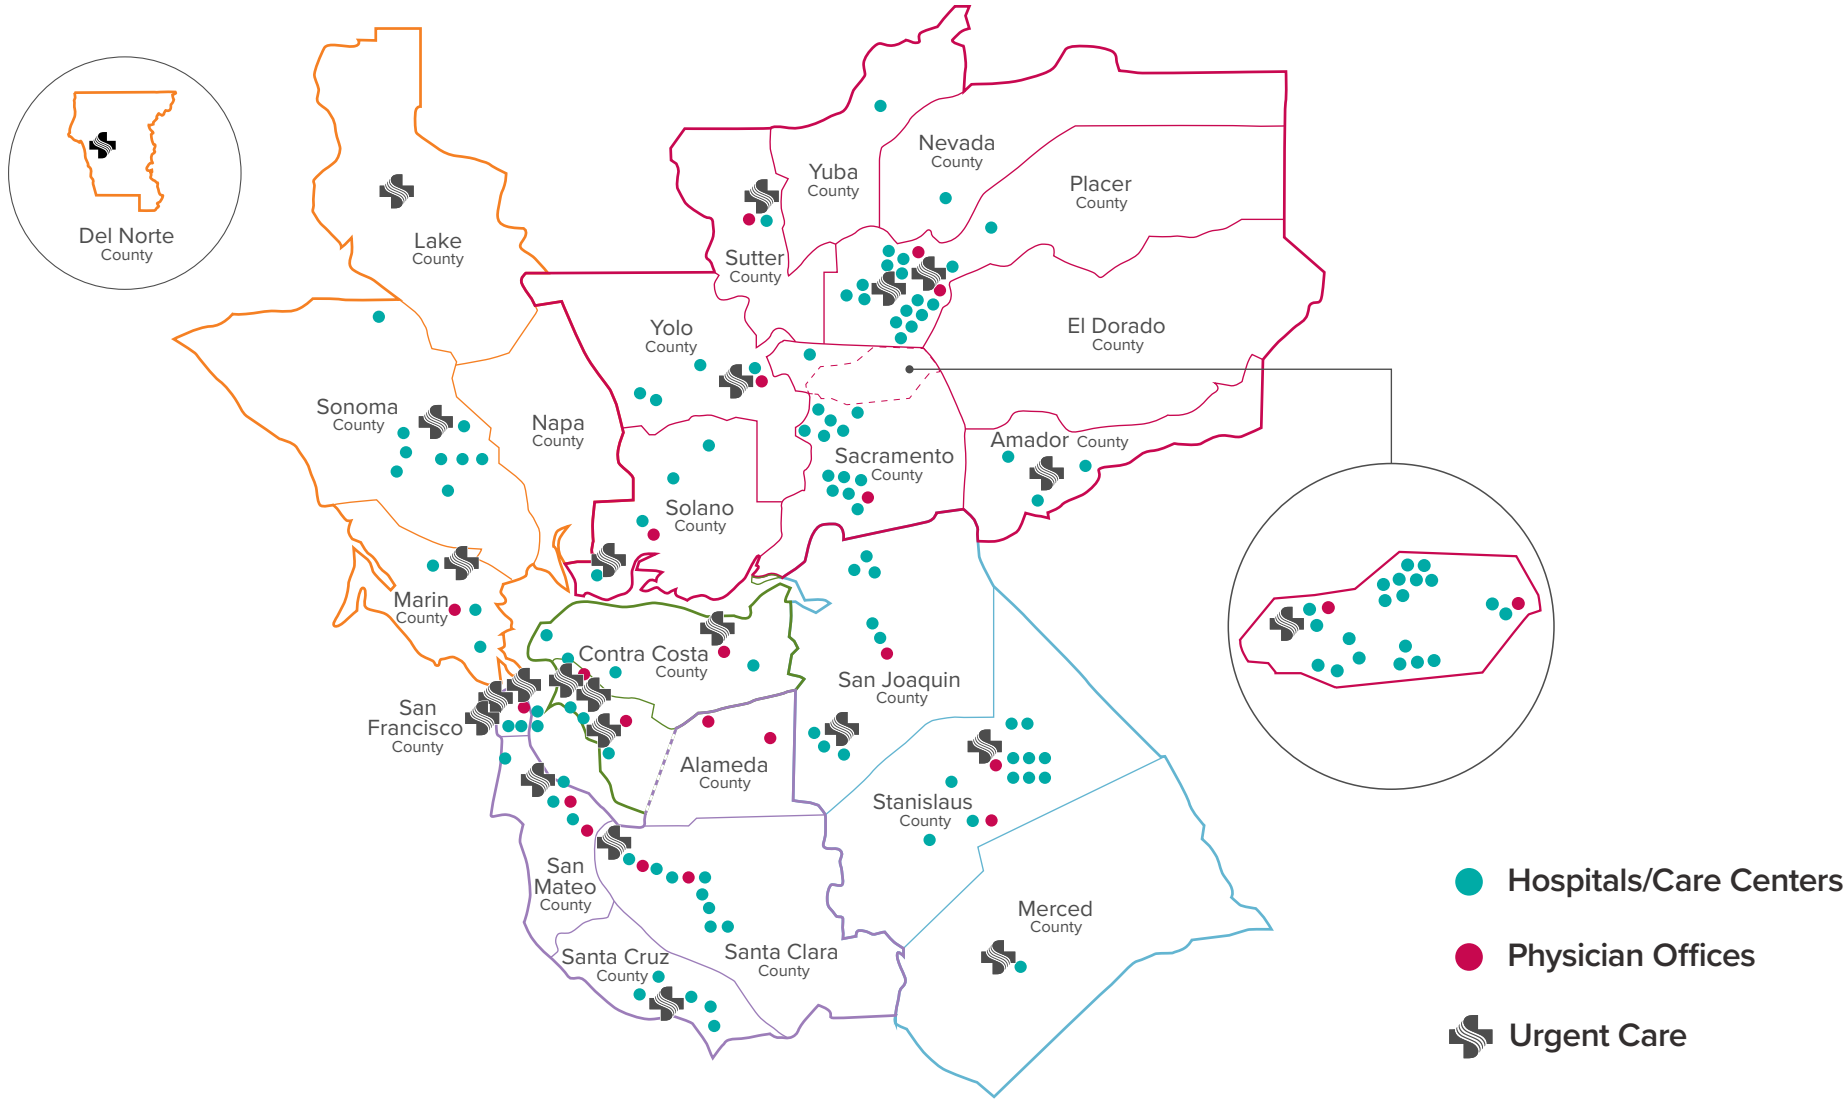 Del Norte
County
Lake
County
Sutter
County
Yuba
County
Nevada
County
Placer
County
El Dorado
County
Yolo
County
Sonoma
County
Napa
County
Sacramento
County
Amador County
Solano
County
Marin
County
Contra Costa
County
San
Francisco
County
San Joaquin
County
Alameda
County
Stanislaus
County
San
Mateo
County
Santa Cruz
County
Santa Clara
County
Merced
County
Hospitals/Care Centers
Physician Offices
Urgent Care